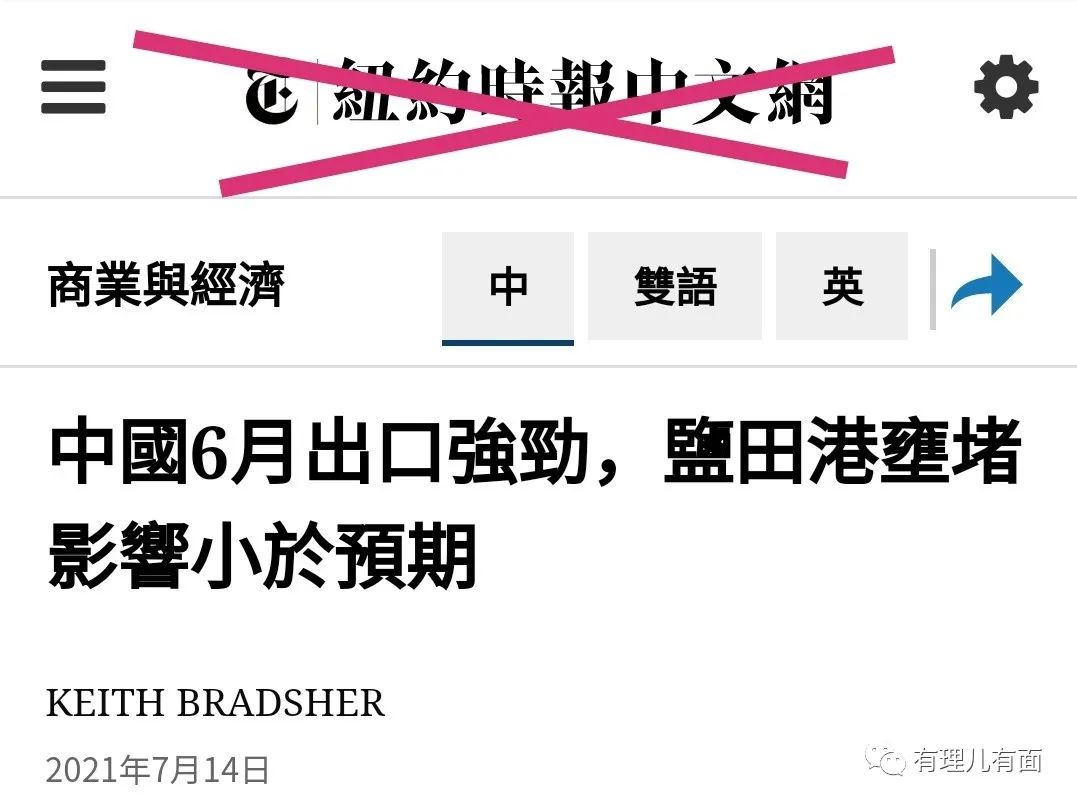 紐約時報中文網
商業與經濟
中 雙語 英
中國6月出口強勁，鹽田港壅堵
影響小於預期
KEITH BRADSHER
2021年7月14日
有理儿有面